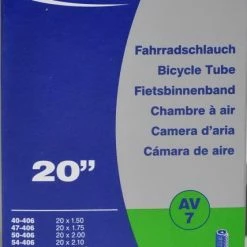 Fahrradschlauch
Bicycle Tube
Fietsbinnenband
Chambre à air
Camera d'aria
Cámara de aire
20”
AV
7
40-406 20 x 1.50
47-406 20 x 1.75
50-406 20 x 2.00
54-406 20 x 2.10